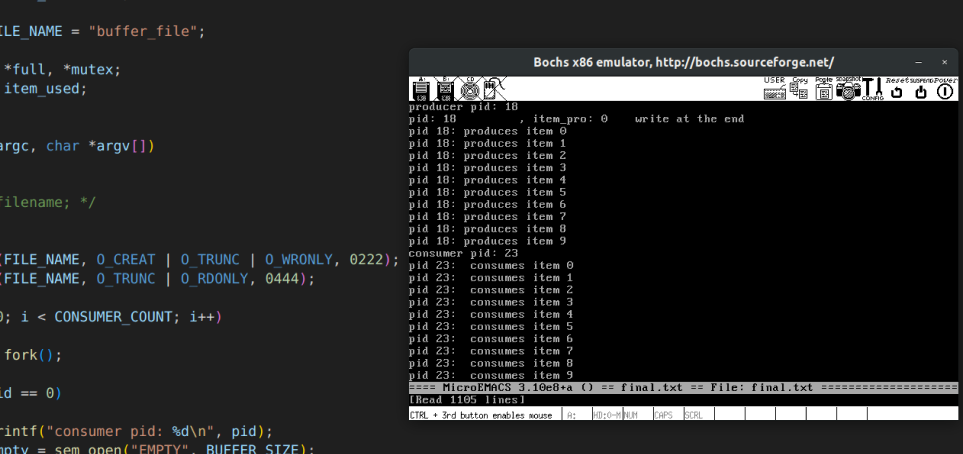 ILE_NAME = "buffer_file";
*full, *mutex;
item_used;
argc, char *argv[])
filename; */
(FILE_NAME, O_CREAT | O_TRUNC | O_WRONLY, 0222);
(FILE_NAME, O_TRUNC | O_RDONLY, 0444);
0; i < CONSUMER_COUNT; i++)
fork();
id == 0)
rintf("consumer pid: %d\n", pid);
mpty = sem_open("EMPTY", BUFFER_SIZE);
Bochs x86 emulator, http://bochs.sourceforge.net/
A: B: CD USER Copy Paste snapshot CONFIG Reset SUSPEND Power
producer pid: 18
pid: 18 , item_pro: 0 write at the end
pid 18: produces item 0
pid 18: produces item 1
pid 18: produces item 2
pid 18: produces item 3
pid 18: produces item 4
pid 18: produces item 5
pid 18: produces item 6
pid 18: produces item 7
pid 18: produces item 8
pid 18: produces item 9
consumer pid: 23
pid 23: consumes item 0
pid 23: consumes item 1
pid 23: consumes item 2
pid 23: consumes item 3
pid 23: consumes item 4
pid 23: consumes item 5
pid 23: consumes item 6
pid 23: consumes item 7
pid 23: consumes item 8
pid 23: consumes item 9
==== MicroEMACS 3.10e8+a () == final.txt == File: final.txt =====================
[Read 1105 lines]
CTRL + 3rd button enables mouse A: HD:0-M NUM CAPS SCRL